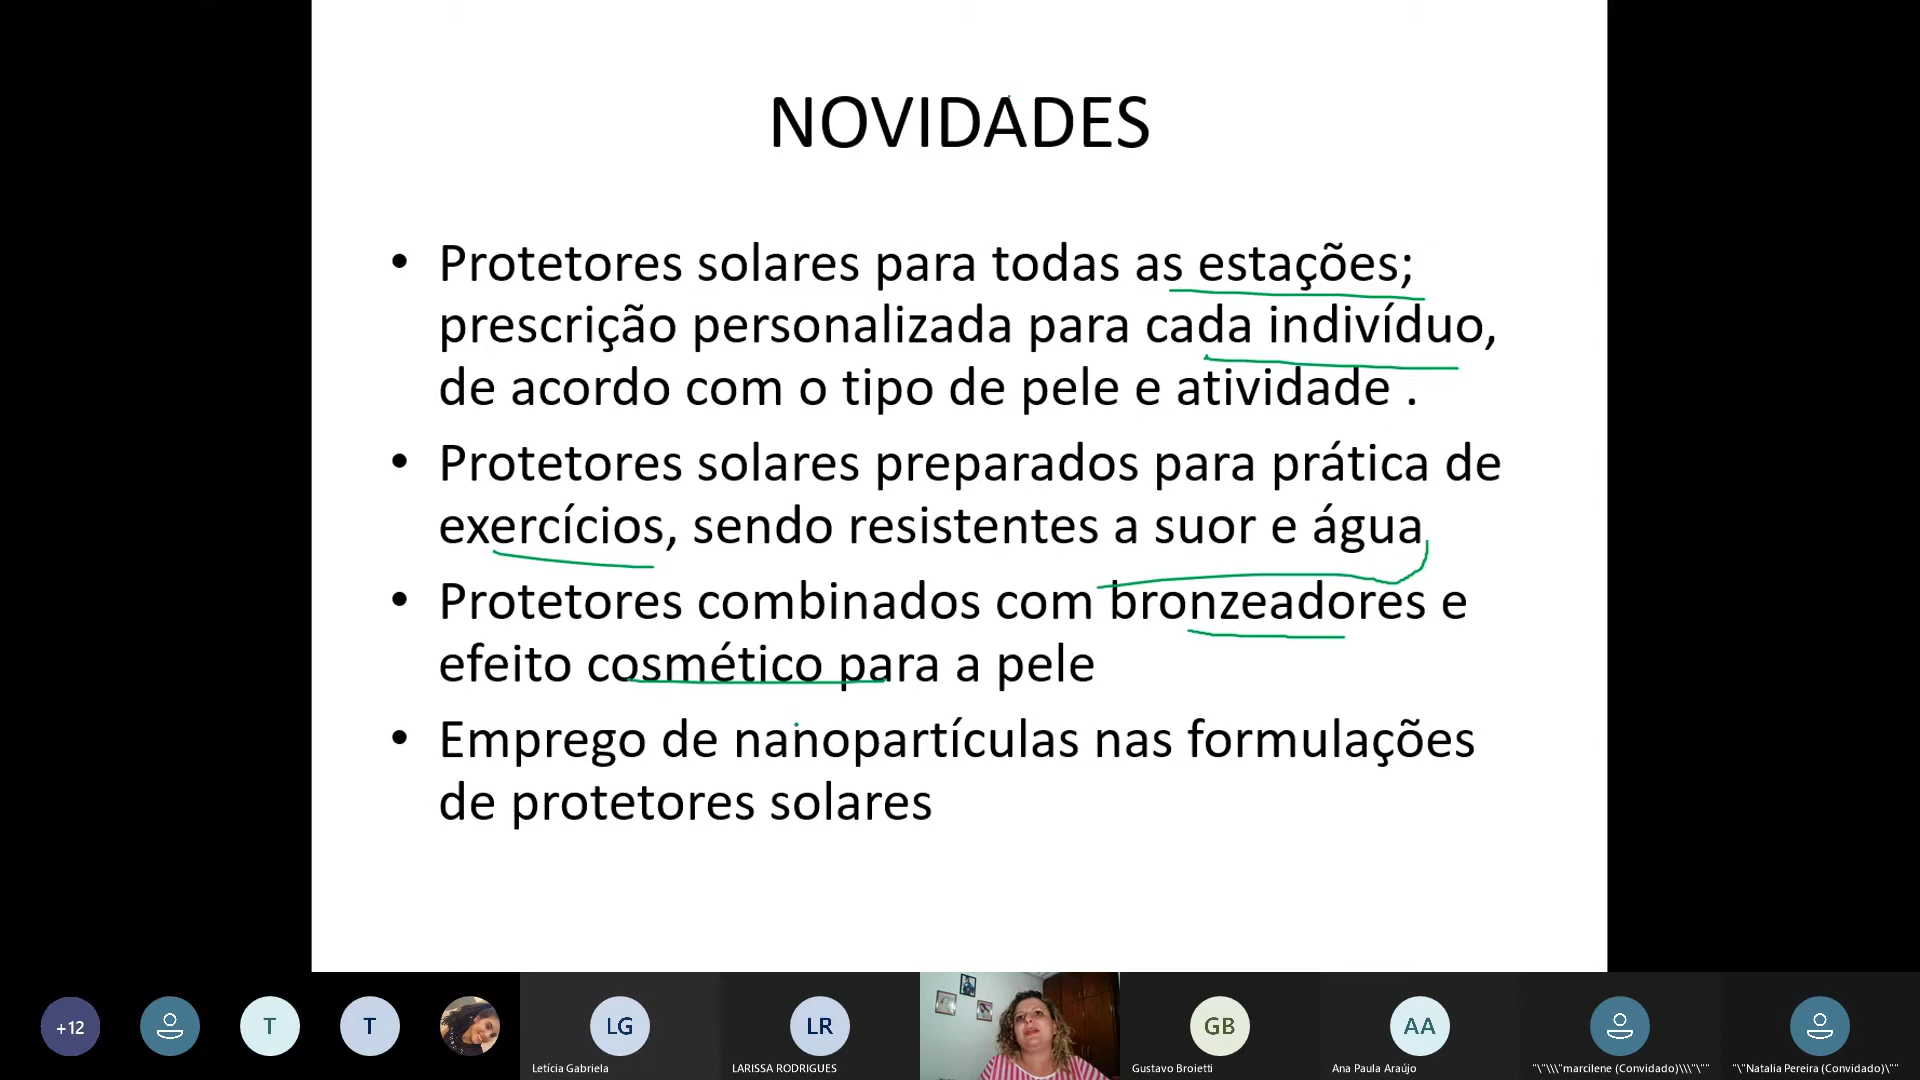 NOVIDADES
• Protetores solares para todas as estações;
prescrição personalizada para cada indivíduo,
de acordo com o tipo de pele e atividade .
• Protetores solares preparados para prática de
exercícios, sendo resistentes a suor e água
• Protetores combinados com bronzeadores e
efeito cosmético para a pele
• Emprego de nanopartículas nas formulações
de protetores solares
+12
T
T
LG
LR
GB
AA
Letícia Gabriela
LARISSA RODRIGUES
Gustavo Broietti
Ana Paula Araújo
"\"\\\"marcilene (Convidado)\\\"\""
"\"Natalia Pereira (Convidado)\""